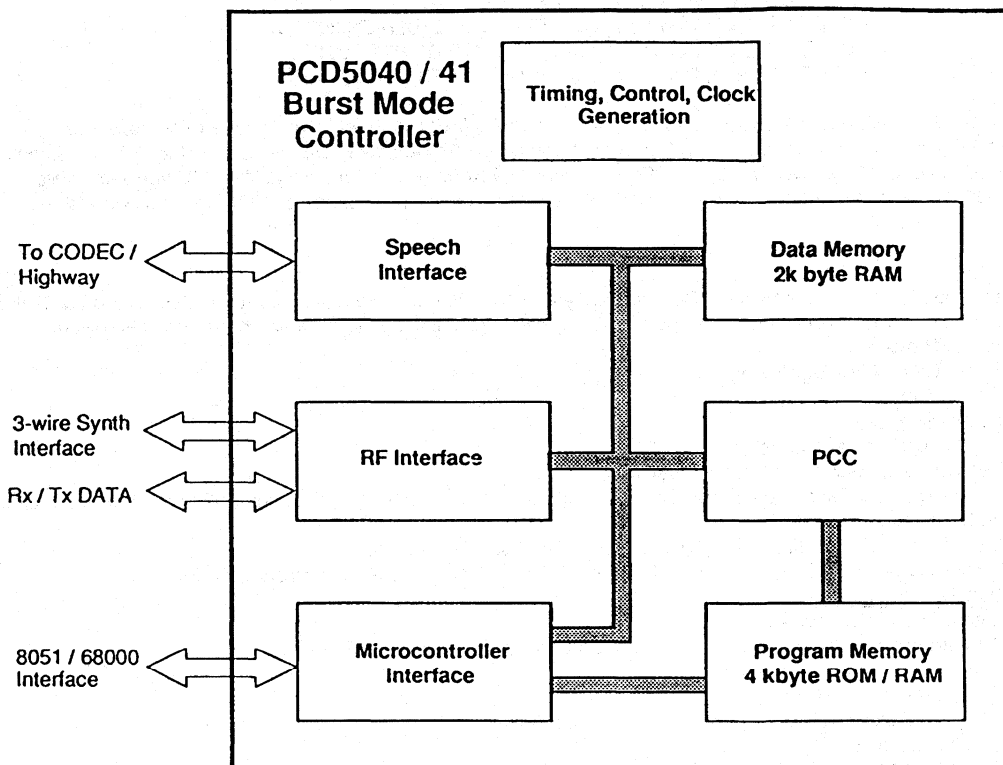 PCD5040 / 41
Burst Mode
Controller
Timing, Control, Clock
Generation
To CODEC /
Highway
Speech
Interface
Data Memory
2k byte RAM
3-wire Synth
Interface
Rx / Tx DATA
RF Interface
PCC
8051 / 68000
Interface
Microcontroller
Interface
Program Memory
4 kbyte ROM / RAM